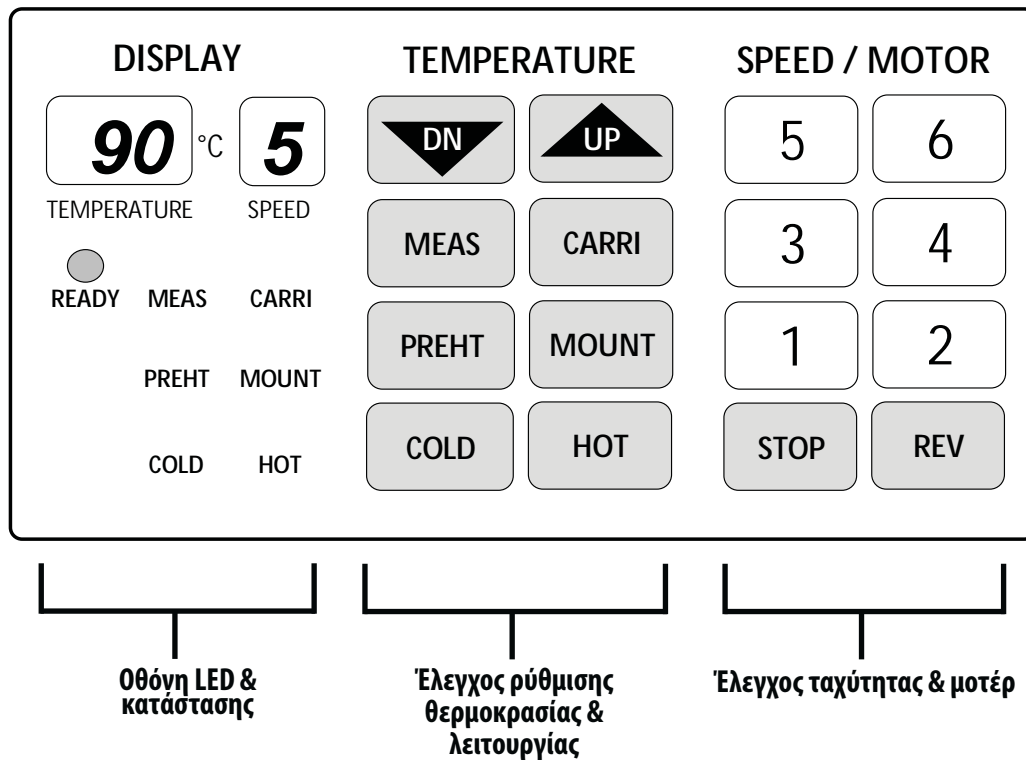 DISPLAY
TEMPERATURE
SPEED / MOTOR
90 °C 5
TEMPERATURE SPEED
READY MEAS CARRI
PREHT MOUNT
COLD HOT
DN UP
MEAS CARRI
PREHT MOUNT
COLD HOT
5 6
3 4
1 2
STOP REV
Οθόνη LED &
κατάστασης
Έλεγχος ρύθμισης
θερμοκρασίας &
λειτουργίας
Έλεγχος ταχύτητας & μοτέρ